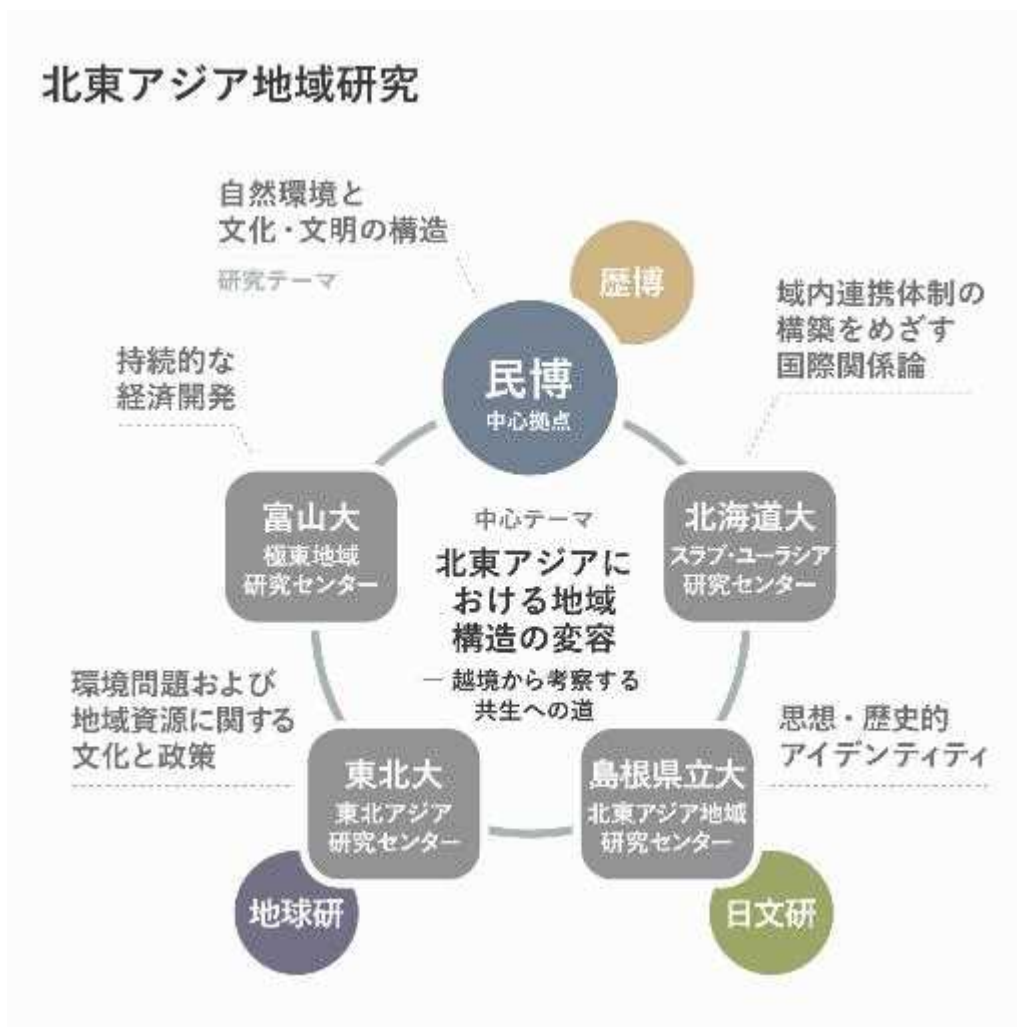 北東アジア地域研究
自然環境と
文化・文明の構造
研究テーマ
歴博
民博
中心拠点
域内連携体制の
構築をめざす
国際関係論
持続的な
経済開発
富山大
極東地域
研究センター
北海道大
スラブ・ユーラシア
研究センター
中心テーマ
北東アジアに
おける地域
構造の変容
― 越境から考察する
共生への道
環境問題および
地域資源に関する
文化と政策
東北大
東北アジア
研究センター
島根県立大
北東アジア地域
研究センター
思想・歴史的
アイデンティティ
地球研
日文研